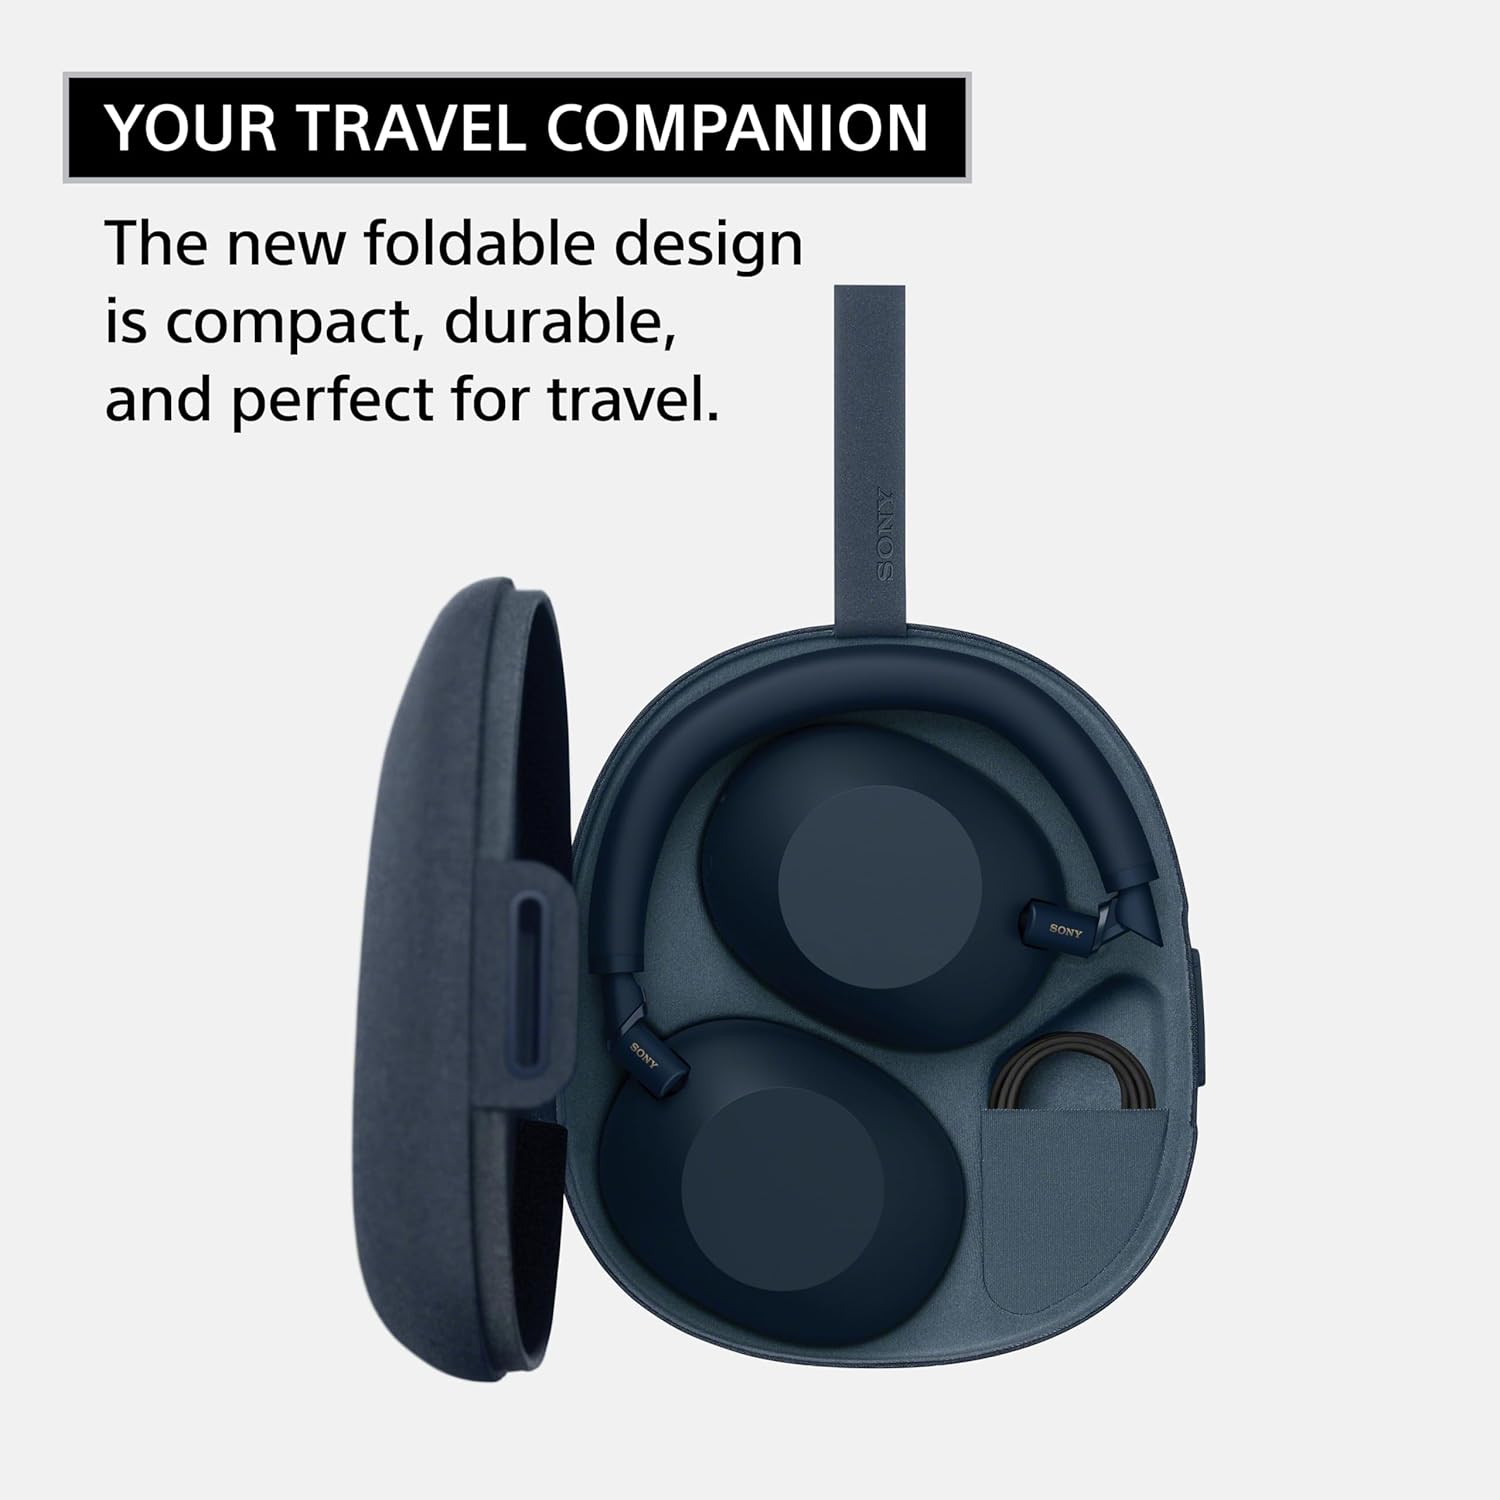 YOUR TRAVEL COMPANION
The new foldable design
is compact, durable,
and perfect for travel.
SONY
SONY
SONY